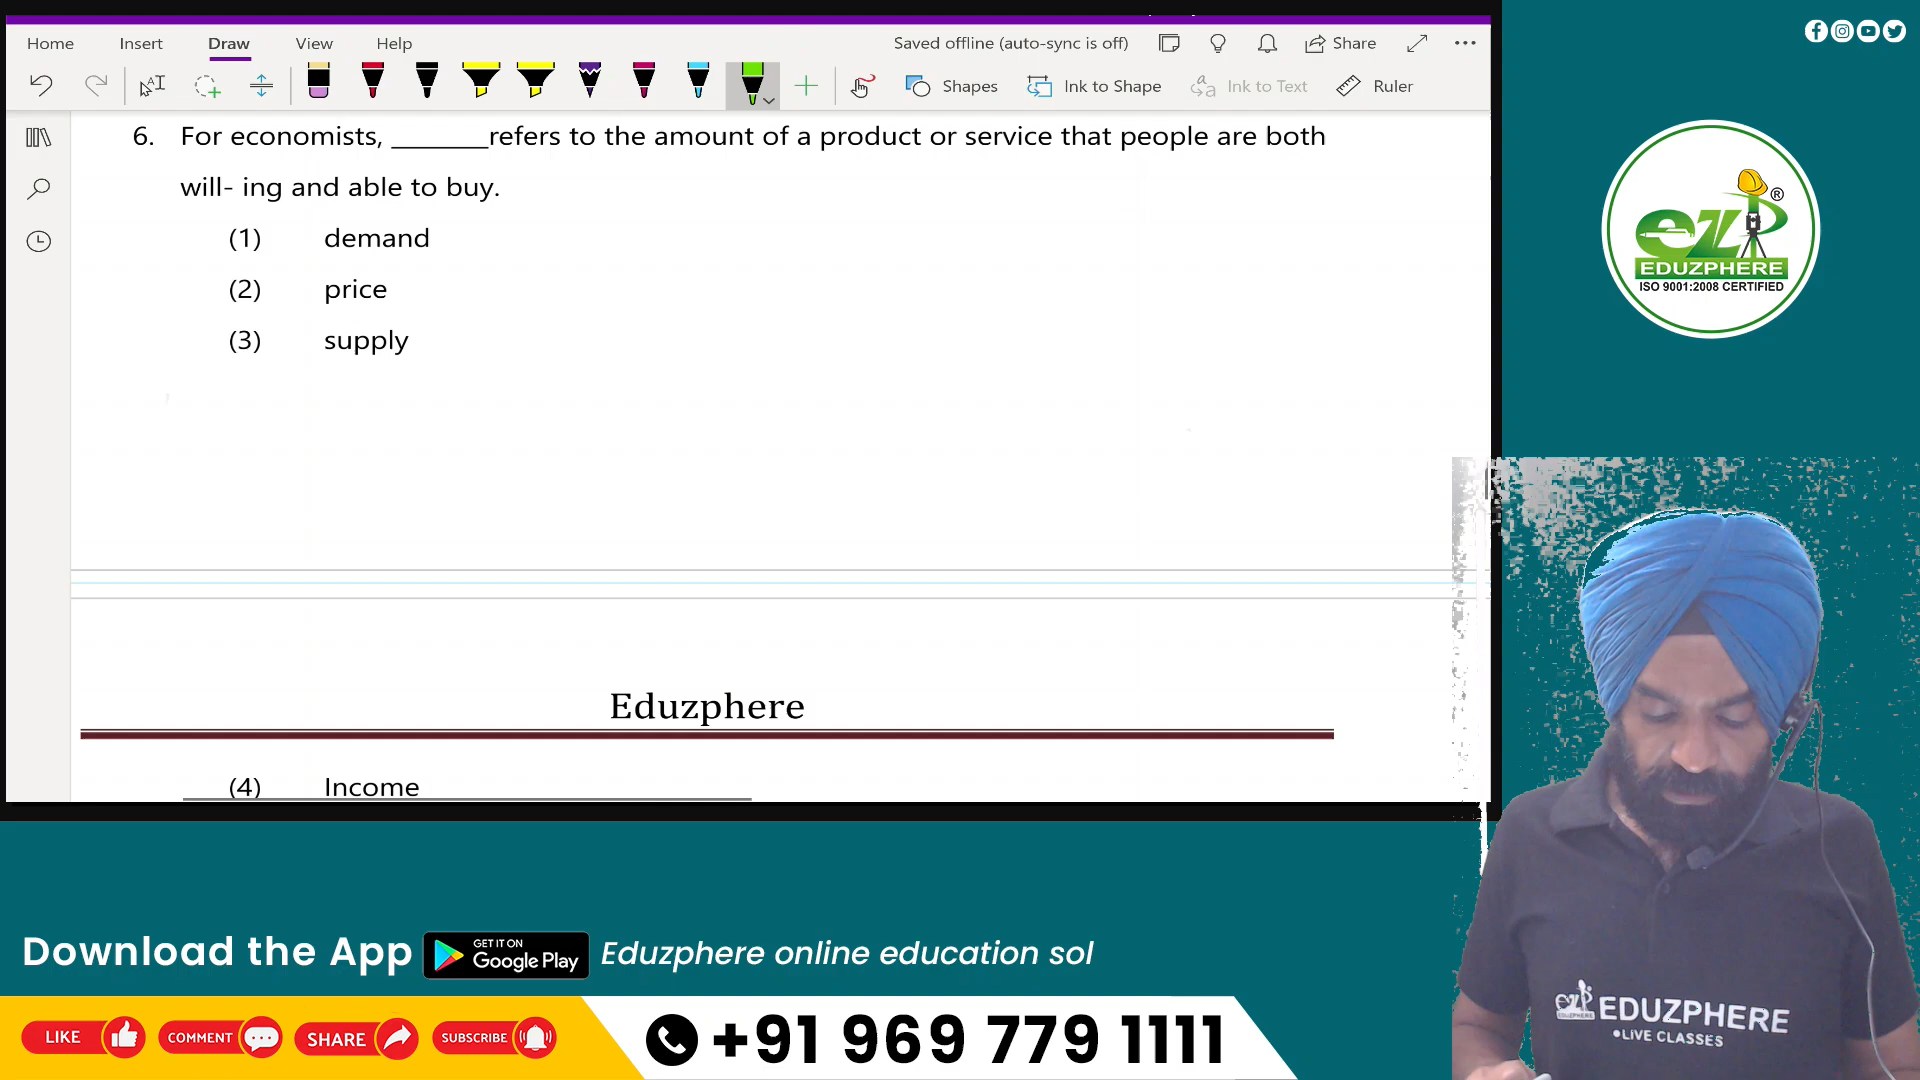 Home Insert Draw View Help Saved offline (auto-sync is off) Share
Shapes Ink to Shape Ink to Text Ruler
6. For economists, _______refers to the amount of a product or service that people are both
will- ing and able to buy.
(1) demand
(2) price
(3) supply
Eduzphere
(4) Income
EDUZPHERE
ISO 9001:2008 CERTIFIED
ezp EDUZPHERE
•LiVE CLASSES
Download the App GET IT ON Google Play Eduzphere online education sol
LIKE COMMENT SHARE SUBSCRIBE +91 969 779 1111